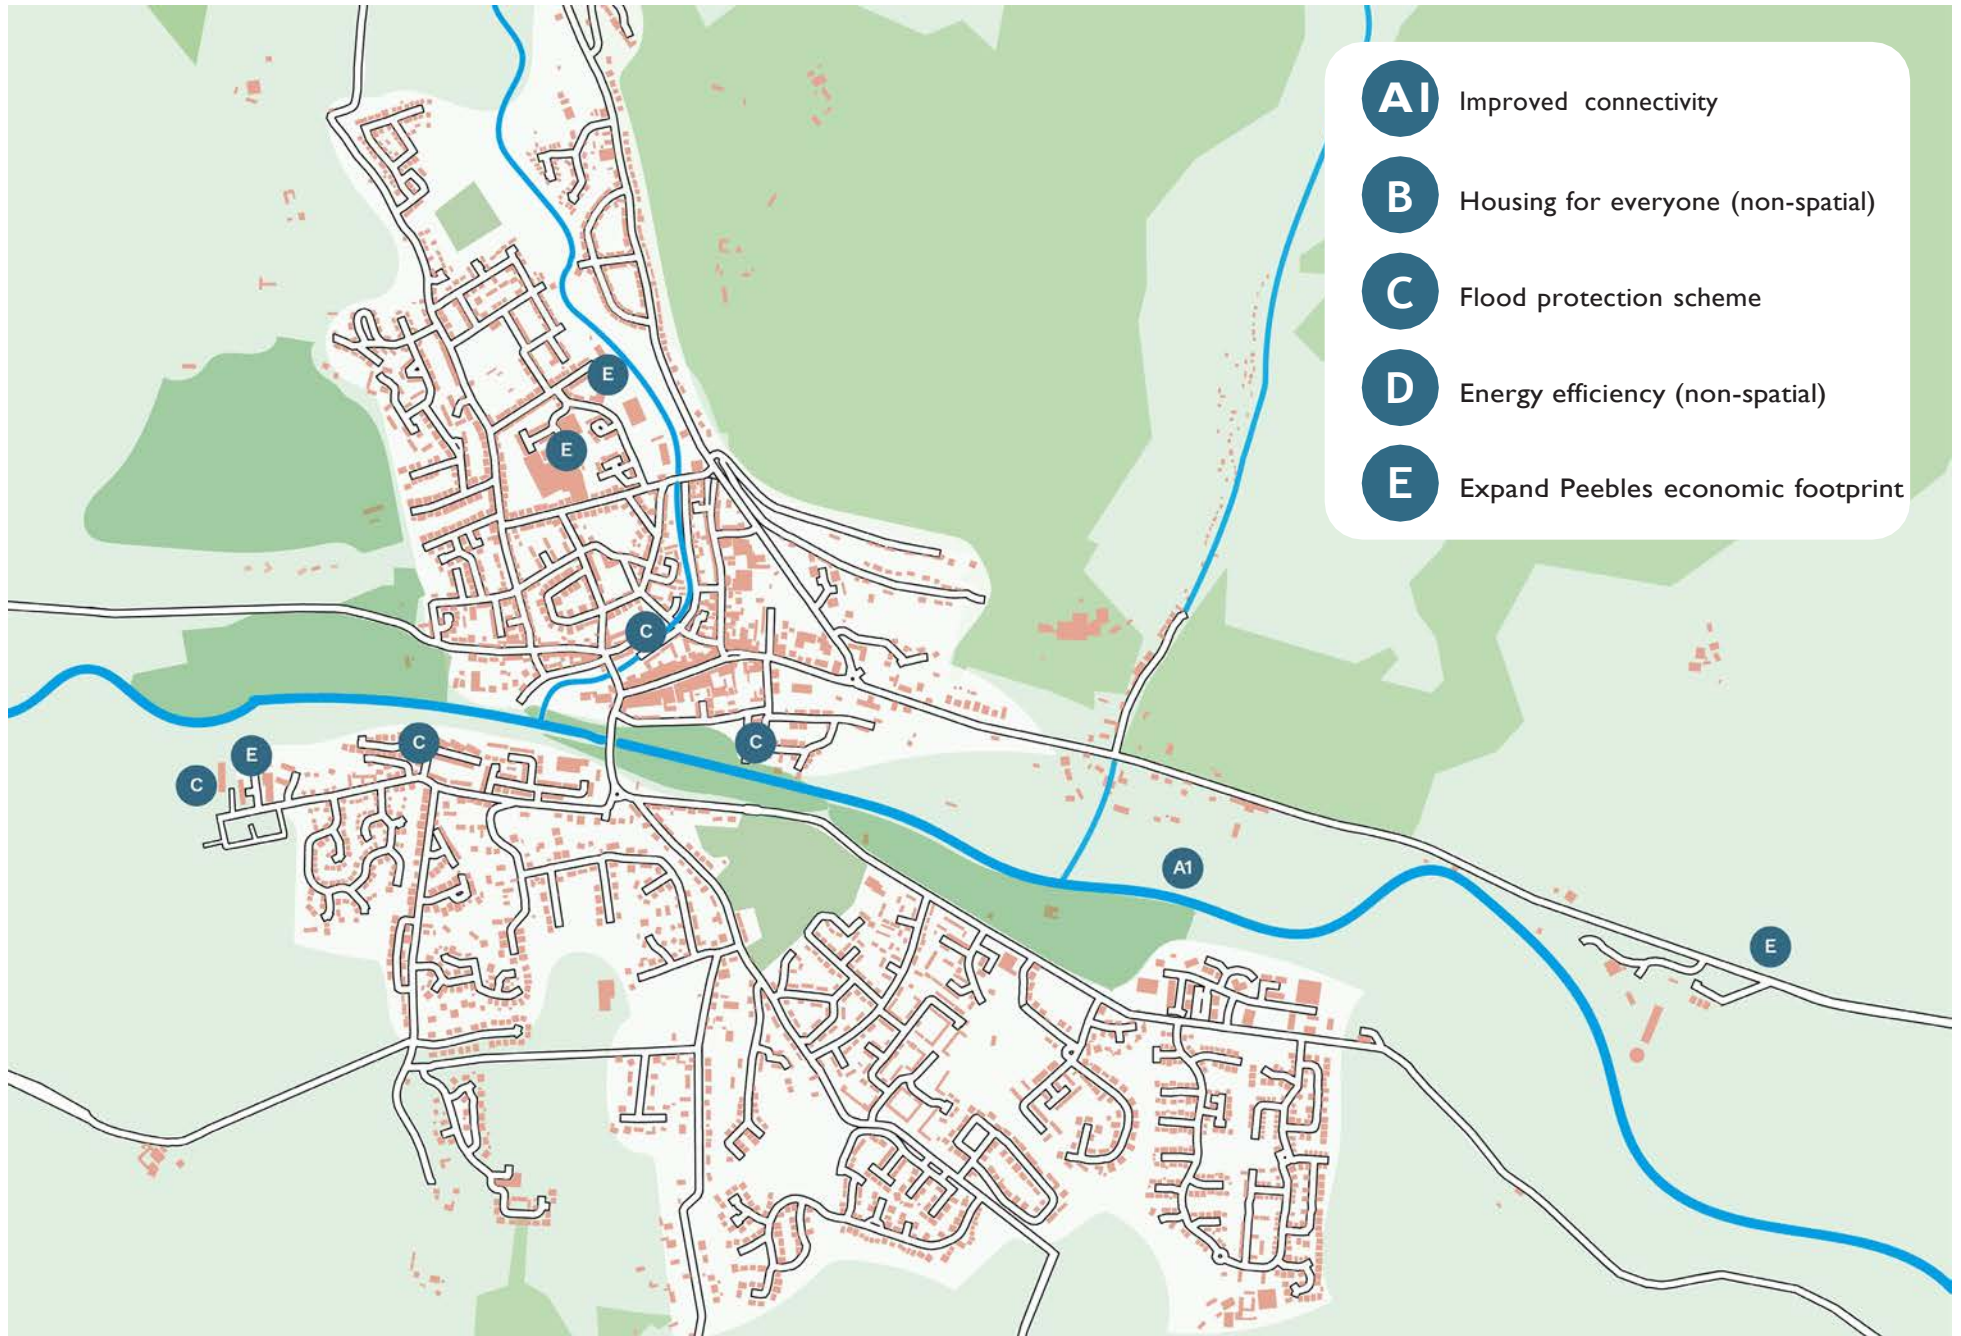 A1 Improved connectivity
B Housing for everyone (non-spatial)
C Flood protection scheme
D Energy efficiency (non-spatial)
E Expand Peebles economic footprint
E
E
C
C
C
E
C
A1
E